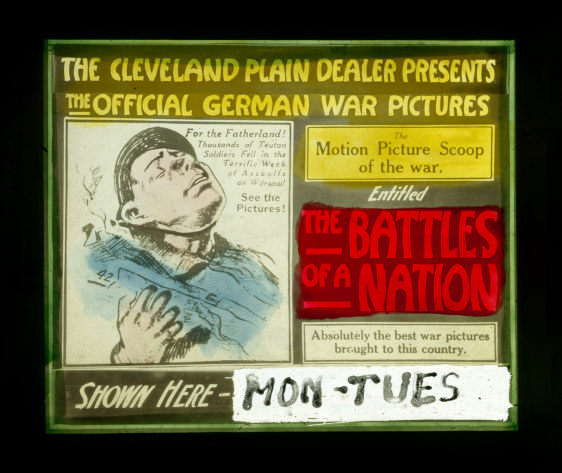 THE CLEVELAND PLAIN DEALER PRESENTS
THE OFFICIAL GERMAN WAR PICTURES
For the Fatherland!
Thousands of Teuton
Soldiers Fell in the
Terrific Week
of Assaults
on Warsaw!
See the
Pictures!
42
The
Motion Picture Scoop
of the war.
Entitled
THE BATTLES
OF A NATION
Absolutely the best war pictures
brought to this country.
SHOWN HERE - MON-TUES